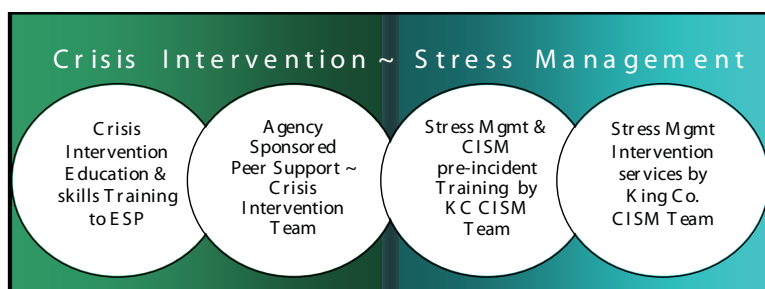 Crisis Intervention ~ Stress Management
Crisis
Intervention
Education &
skills Training
to ESP
Agency
Sponsored
Peer Support ~
Crisis
Intervention
Team
Stress Mgmt &
CISM
pre-incident
Training by
KC CISM
Team
Stress Mgmt
Intervention
services by
King Co.
CISM Team